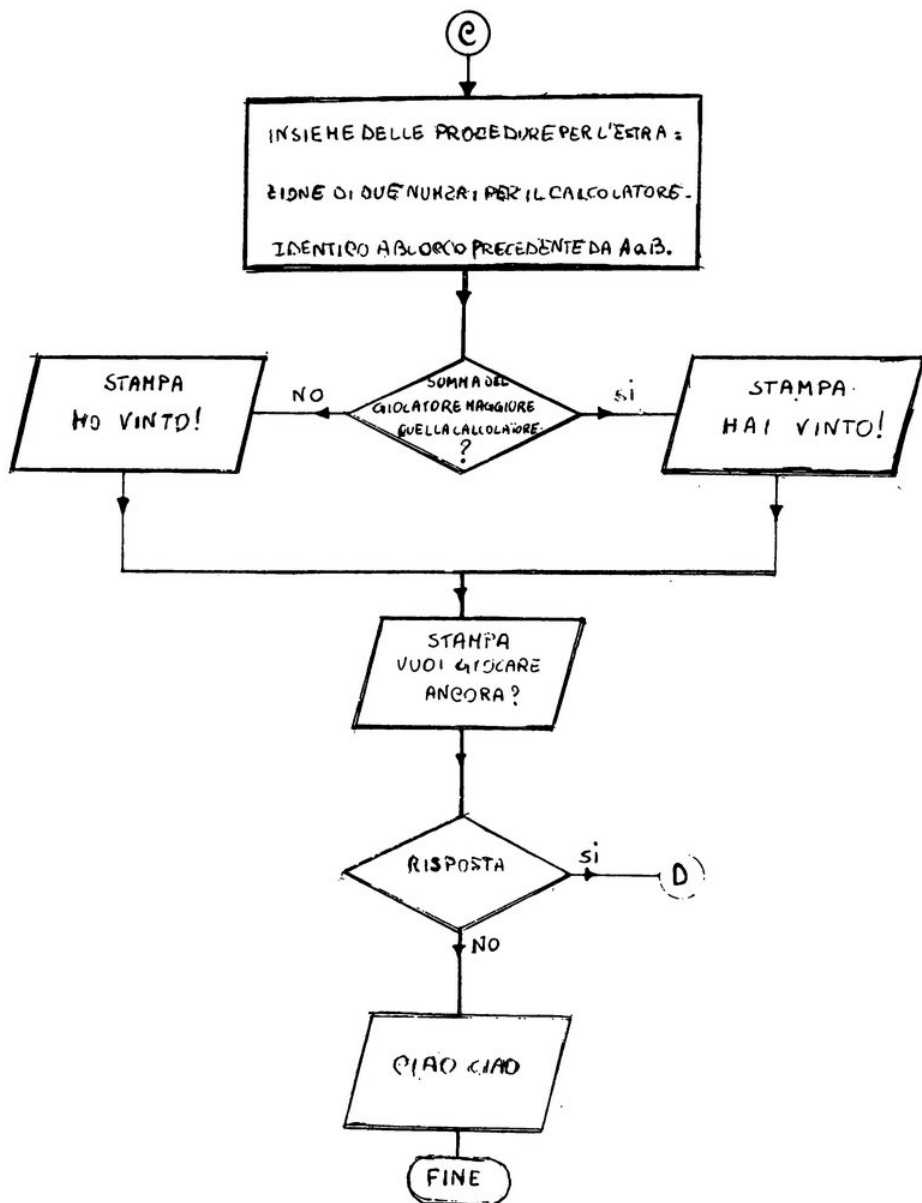 C
INSIEME DELLE PROCEDURE PER L'ESTRA=
ZIONE DI DUE NUMERI PER IL CALCOLATORE.
IDENTICO A BLOCCO PRECEDENTE DA A a B.
SOMMA DEL
GIOLATORE MAGGIORE
QUELLA CALCOLATORE.
?
NO
si
STAMPA
HO VINTO!
STAMPA.
HAI VINTO!
STAMPA
VUOI GIOCARE
ANCORA?
RISPOSTA
si
D
NO
CIAO CIAO
FINE